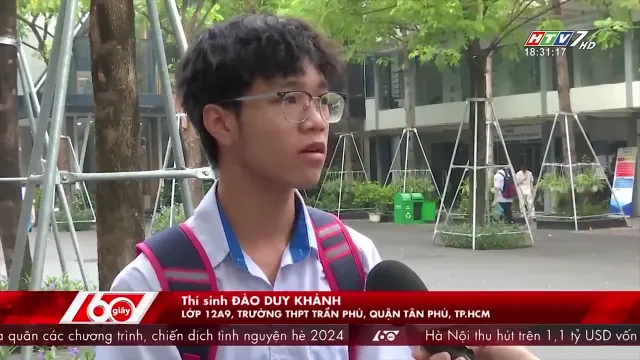 HTV7 HD
18:31:17
60 giây
Thí sinh ĐÀO DUY KHÁNH
LỚP 12A9, TRƯỜNG THPT TRẦN PHÚ, QUẬN TÂN PHÚ, TP.HCM
a quân các chương trình, chiến dịch tình nguyện hè 2024 60 giây Hà Nội thu hút trên 1,1 tỷ USD vốn